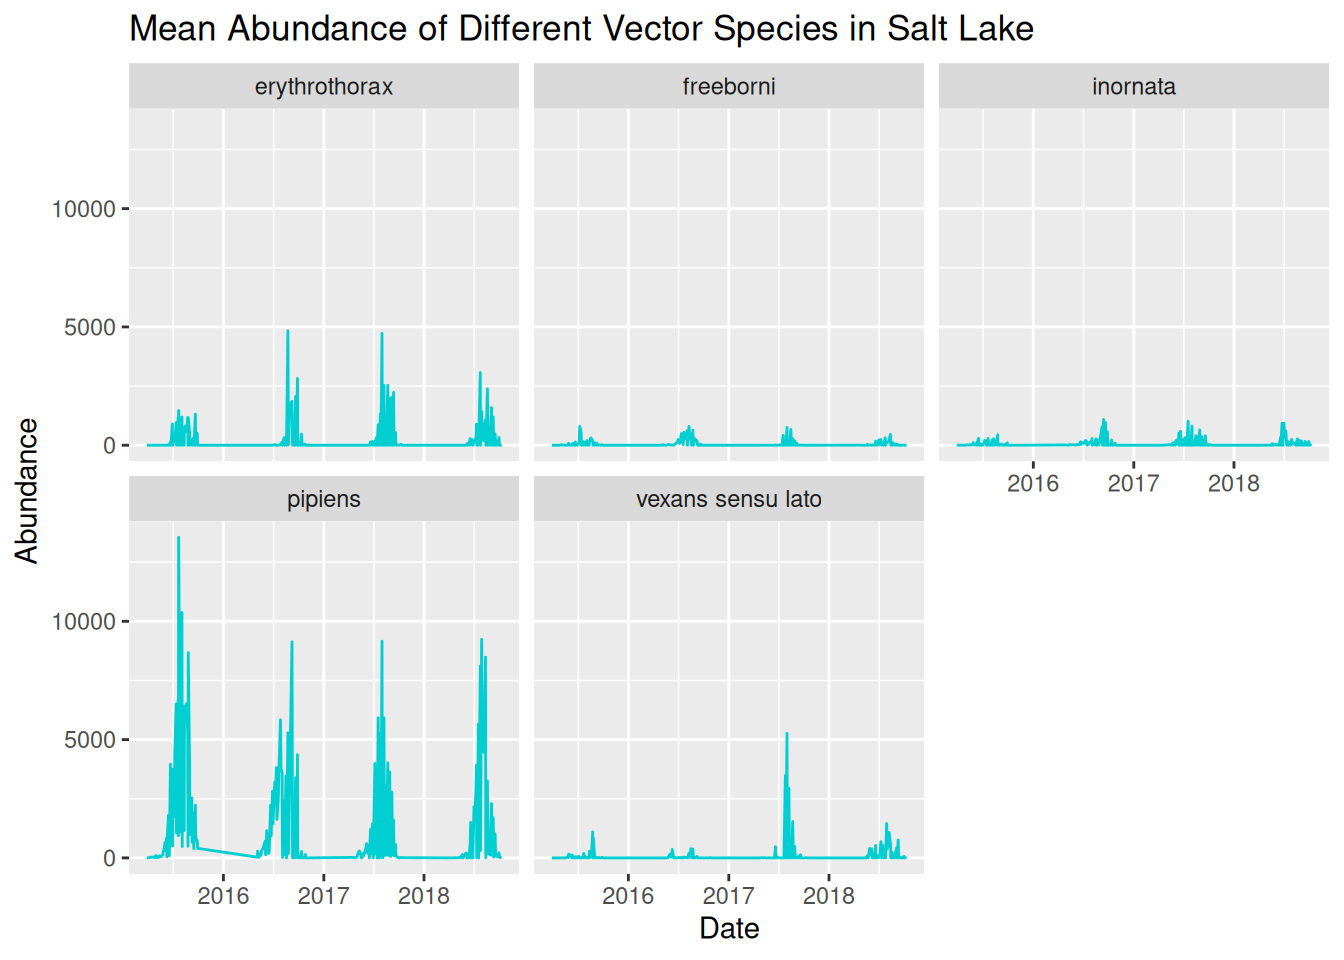 Mean Abundance of Different Vector Species in Salt Lake
erythrothorax
freeborni
inornata
10000
5000
0
2016 2017 2018
Abundance
pipiens
vexans sensu lato
10000
5000
0
2016 2017 2018
2016 2017 2018
Date